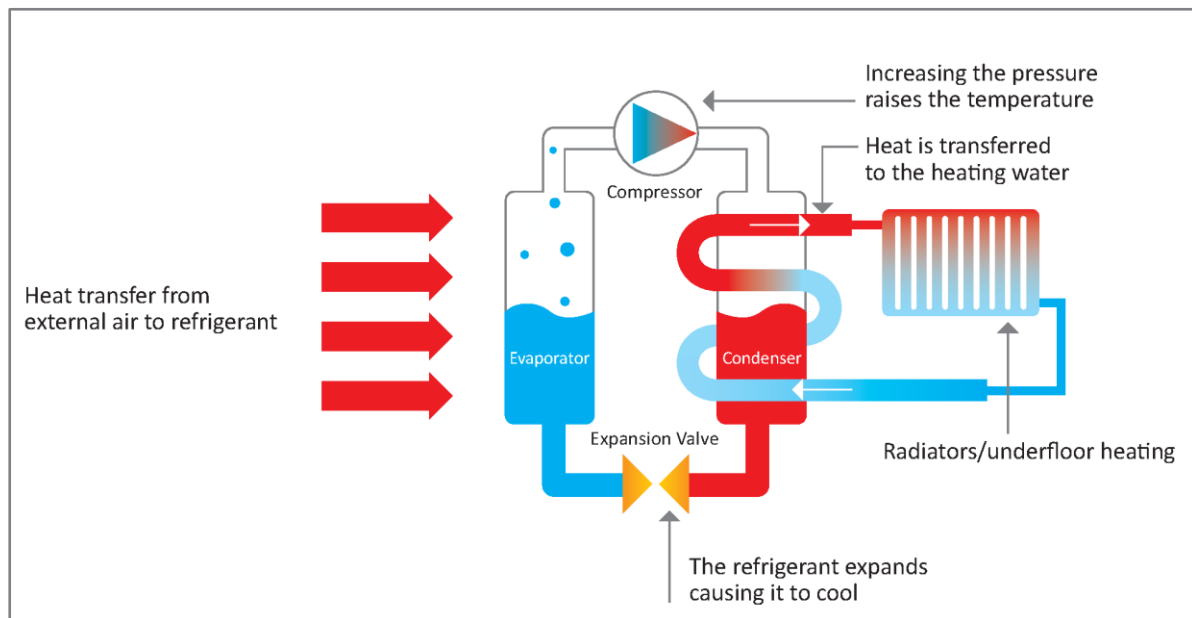 Increasing the pressure
raises the temperature
Heat is transferred
to the heating water
Compressor
Heat transfer from
external air to refrigerant
Evaporator
Condenser
Expansion Valve
Radiators/underfloor heating
The refrigerant expands
causing it to cool